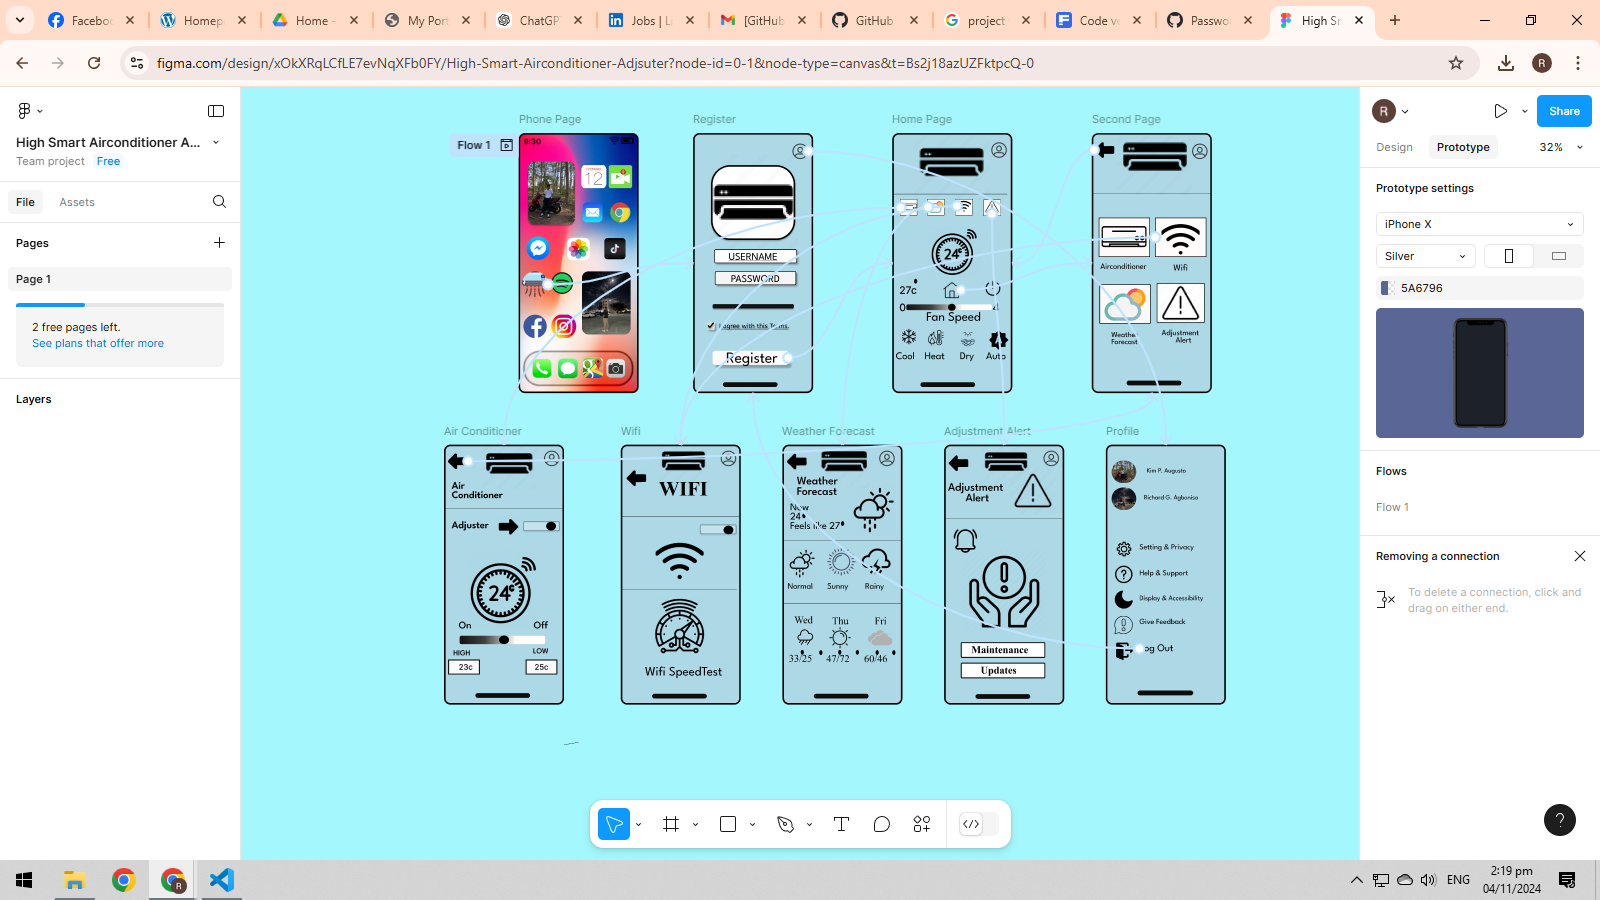 Facebo
Homep
Home -
My Port
ChatGP
Jobs | L
[GitHub
GitHub
project
Code v
Passwo
High Sm
figma.com/design/xOkXRqLCfLE7evNqXFb0FY/High-Smart-Airconditioner-Adjsuter?node-id=0-1&node-type=canvas&t=Bs2j18azUZFktpcQ-0
R
High Smart Airconditioner A...
Team project Free
File Assets
Pages
Page 1
2 free pages left.
See plans that offer more
Layers
Flow 1
Phone Page
9:30
12
Register
USERNAME
PASSWORD
I agree with this Terms.
Register
Home Page
24°
27c
0
Fan Speed
Cool Heat Dry Auto
Second Page
Airconditioner Wifi
Weather Forecast
Adjustment Alert
Air Conditioner
Air
Conditioner
Adjuster
24°
On Off
HIGH LOW
23c 25c
Wifi
WIFI
Wifi SpeedTest
Weather Forecast
Weather
Forecast
Now
24°
Feels like 27°
Normal Sunny Rainy
Wed Thu Fri
33/25 47/72 60/46
Adjustment Alert
Adjustment
Alert
Maintenance
Updates
Profile
Kim P. Augusto
Richard G. Agbonisa
Setting & Privacy
Help & Support
Display & Accessibility
Give Feedback
Log Out
R
Share
Design Prototype 32%
Prototype settings
iPhone X
Silver
5A6796
Flows
Flow 1
Removing a connection
To delete a connection, click and
drag on either end.
?
ENG
2:19 pm
04/11/2024